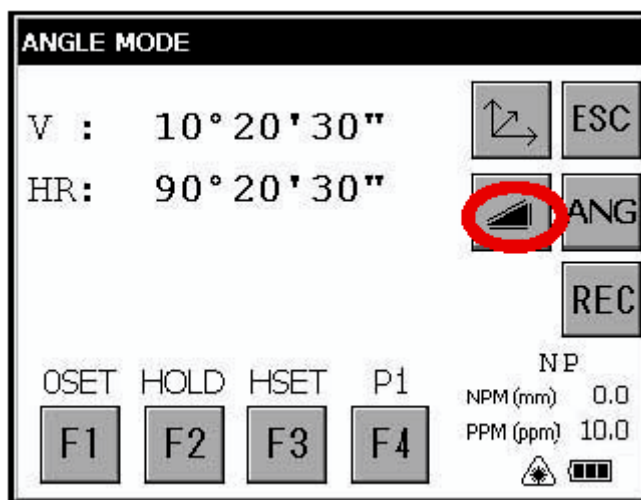 ANGLE MODE
V : 10°20'30"
ESC
HR: 90°20'30"
ANG
REC
0SET HOLD HSET P1
F1 F2 F3 F4
NP
NPM (mm) 0.0
PPM (ppm) 10.0